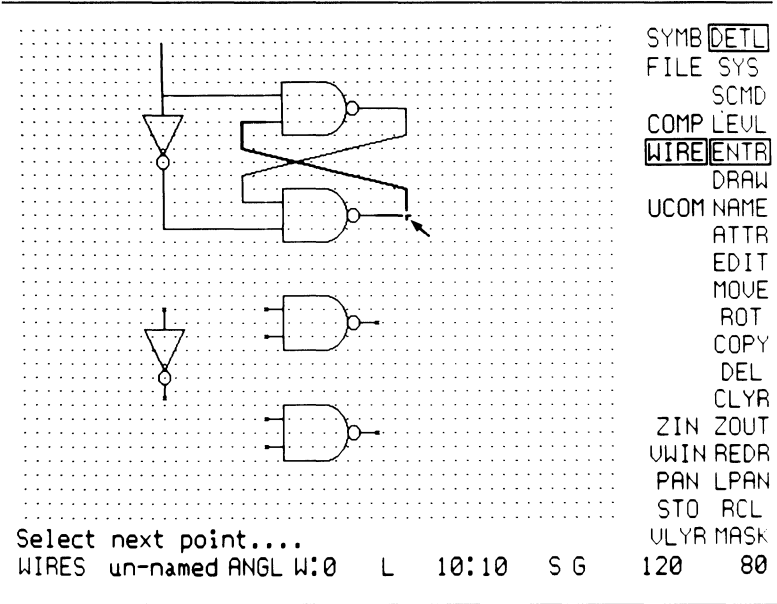 SYMB DETL
FILE SYS
SCMD
COMP LEVL
WIRE ENTR
DRAW
UCOM NAME
ATTR
EDIT
MOVE
ROT
COPY
DEL
CLYR
ZIN ZOUT
VWIN REDR
PAN LPAN
STO RCL
VLYR MASK
Select next point....
WIRES un-named ANGL W:0 L 10:10 S G 120 80